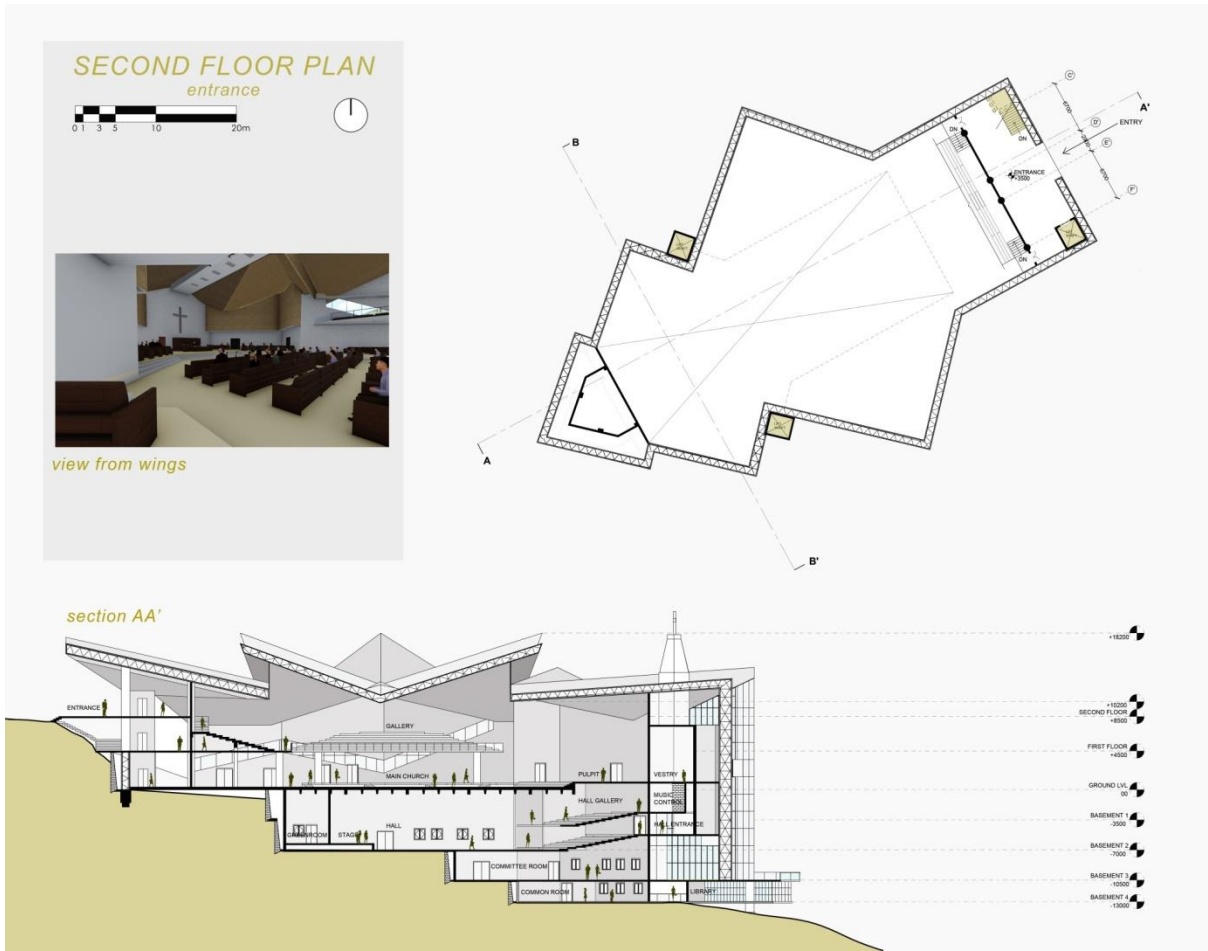 SECOND FLOOR PLAN
entrance
0 1 3 5 10 20m
view from wings
C'
6700
A'
D'
ENTRY
E'
F'
6700
DN
DN
ENTRANCE
+3500
DN
B
A
B'
section AA'
+18200
+10200
SECOND FLOOR
+8500
FIRST FLOOR
+4500
GROUND LVL
00
BASEMENT 1
-3500
BASEMENT 2
-7000
BASEMENT 3
-10500
BASEMENT 4
-13000
ENTRANCE
GALLERY
MAIN CHURCH
PULPIT
VESTRY
HALL GALLERY
MUSIC
CONTROL
GREENROOM
STAGE
HALL
HALL ENTRANCE
COMMITTEE ROOM
COMMON ROOM
LIBRARY